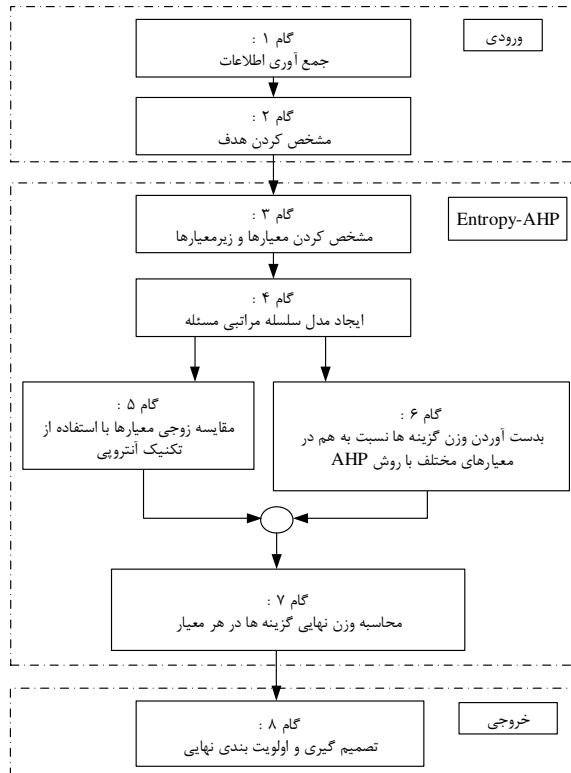 ورودی
گام ۱ :
جمع آوری اطلاعات
گام ۲ :
مشخص کردن هدف
Entropy-AHP
گام ۳ :
مشخص کردن معیارها و زیرمعیارها
گام ۴ :
ایجاد مدل سلسله مراتبی مسئله
گام ۵ :
مقایسه زوجی معیارها با استفاده از
تکنیک آنتروپی
گام ۶ :
بدست آوردن وزن گزینه ها نسبت به هم در
معیارهای مختلف با روش AHP
گام ۷ :
محاسبه وزن نهایی گزینه ها در هر معیار
خروجی
گام ۸ :
تصمیم گیری و اولویت بندی نهایی